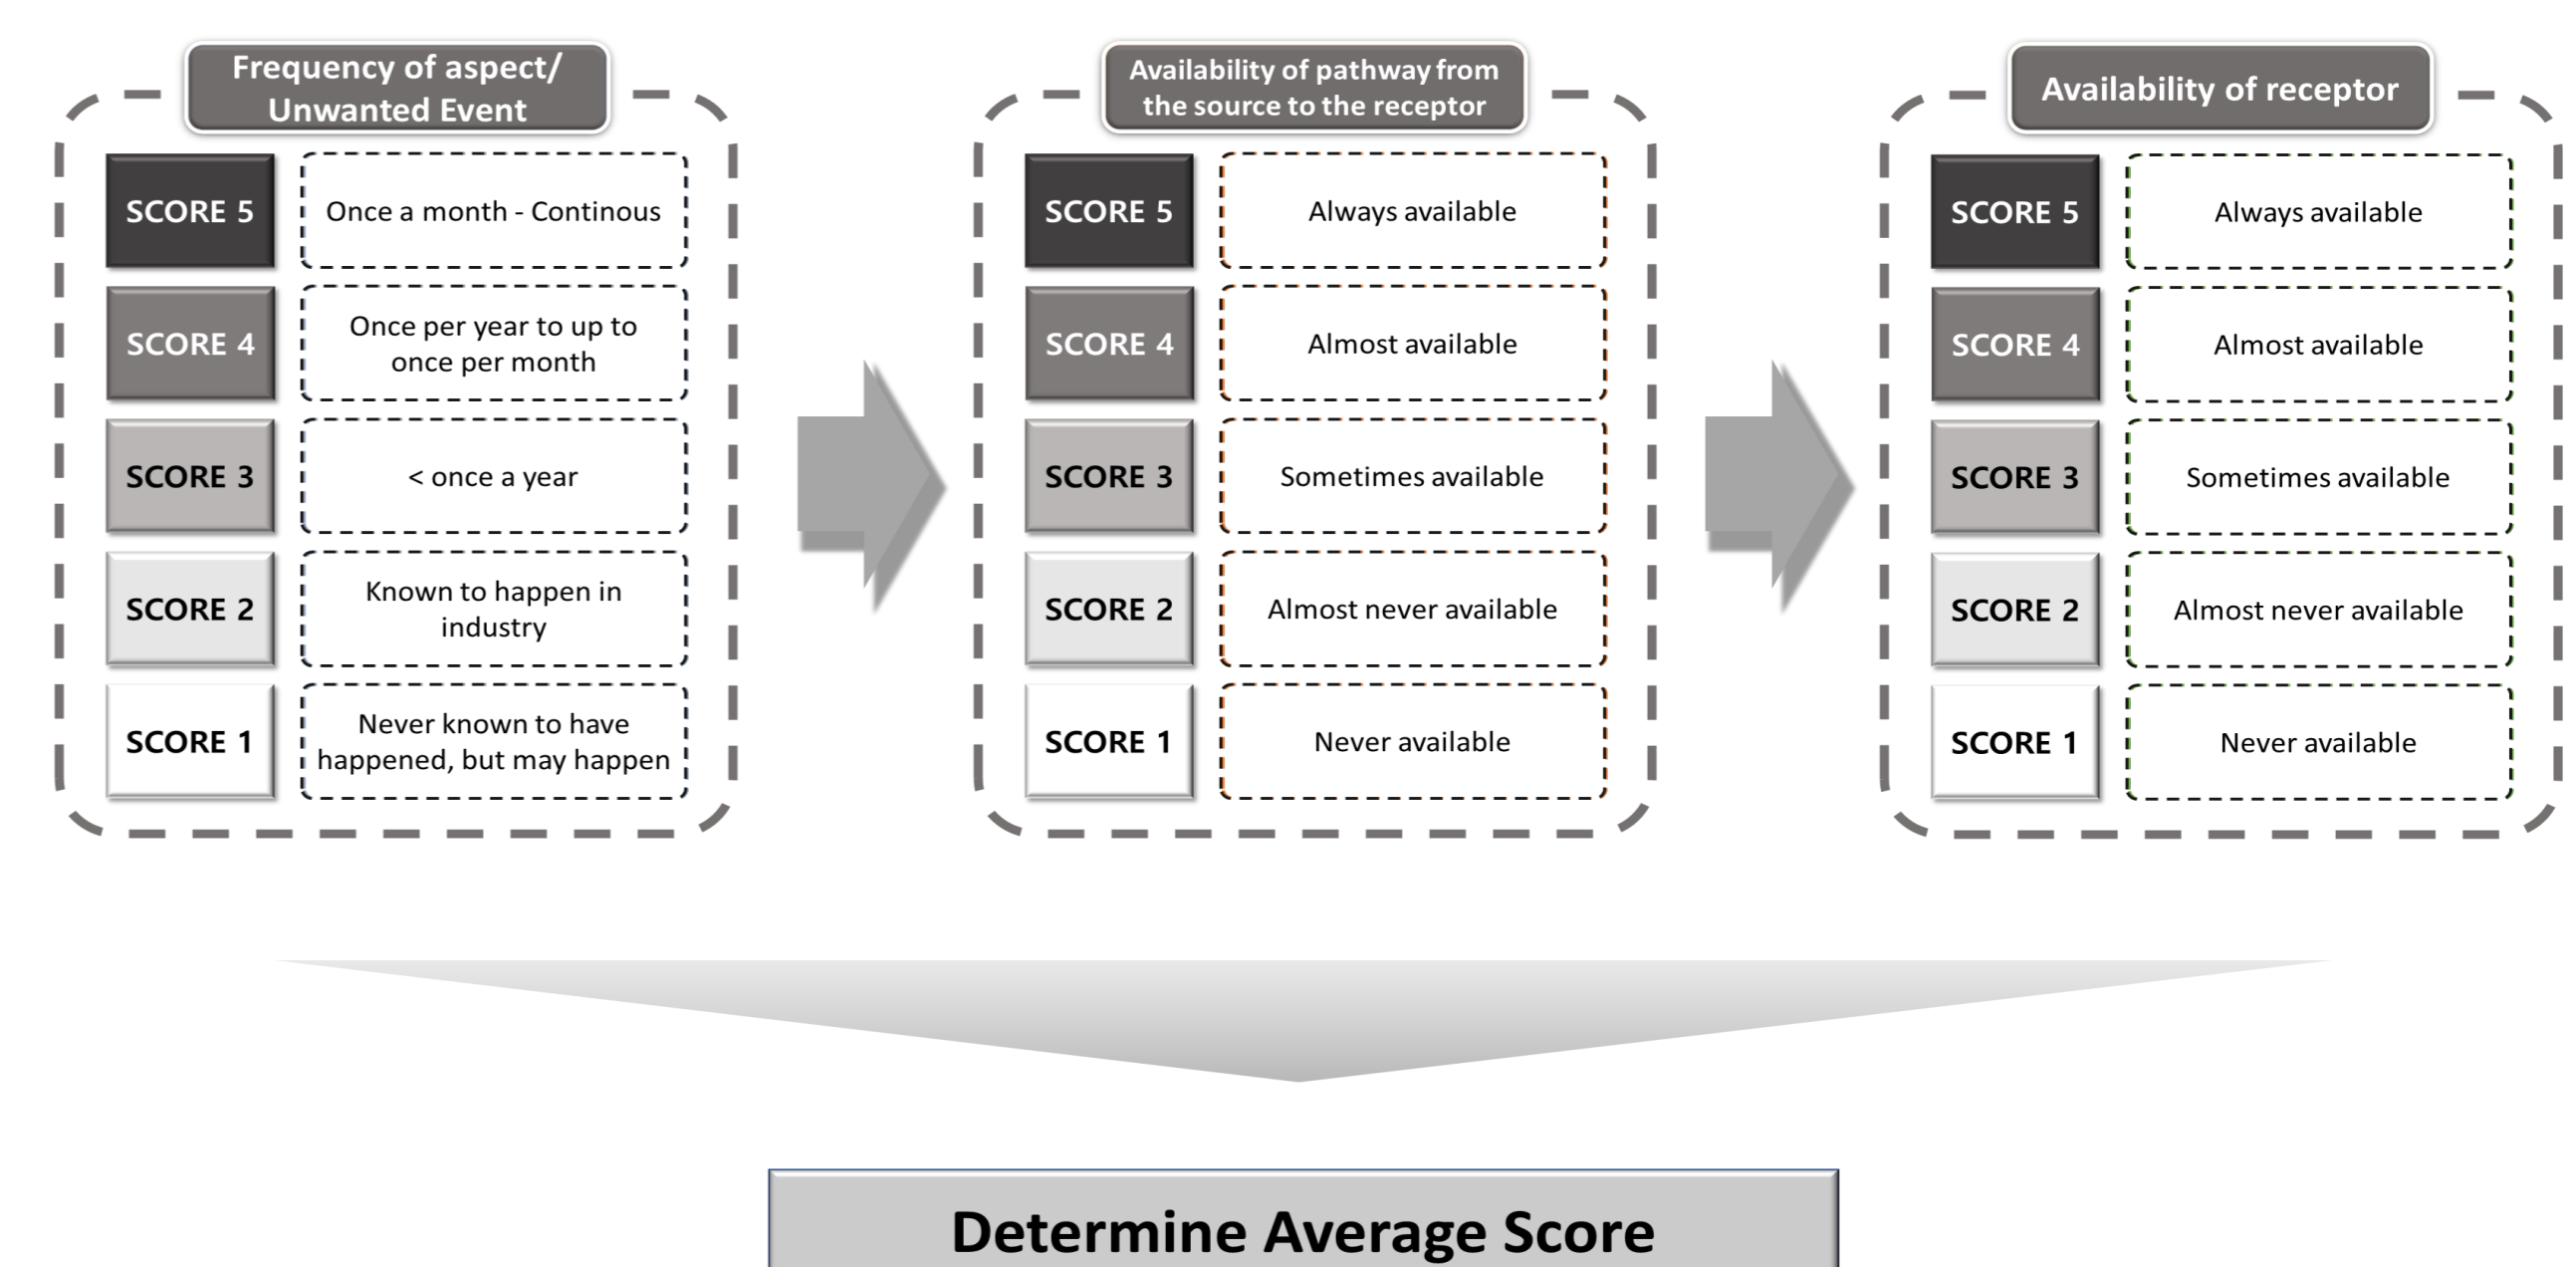 Frequency of aspect/
Unwanted Event
SCORE 5
Once a month - Continous
SCORE 4
Once per year to up to
once per month
SCORE 3
< once a year
SCORE 2
Known to happen in
industry
SCORE 1
Never known to have
happened, but may happen
Availability of pathway from
the source to the receptor
SCORE 5
Always available
SCORE 4
Almost available
SCORE 3
Sometimes available
SCORE 2
Almost never available
SCORE 1
Never available
Availability of receptor
SCORE 5
Always available
SCORE 4
Almost available
SCORE 3
Sometimes available
SCORE 2
Almost never available
SCORE 1
Never available
Determine Average Score